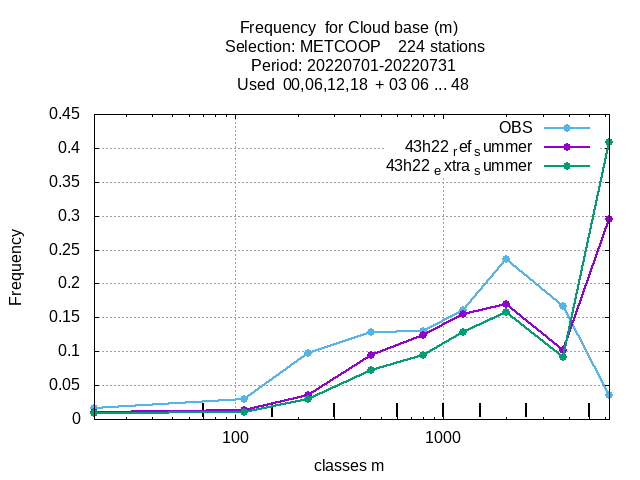 Frequency for Cloud base (m)
Selection: METCOOP 224 stations
Period: 20220701-20220731
Used 00,06,12,18 + 03 06 ... 48
OBS
43h22 ref summer
43h22 extra summer
Frequency
0.45
0.4
0.35
0.3
0.25
0.2
0.15
0.1
0.05
0
100 1000
classes m